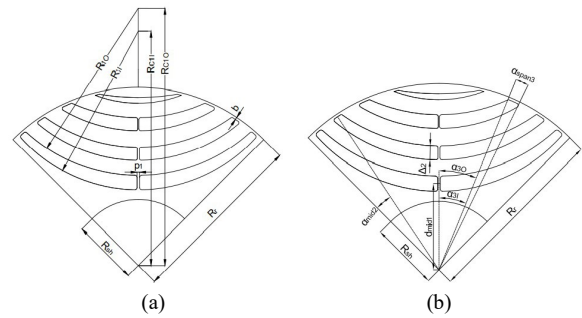 R1O
R1I
RC1I
RC1O
b
p1
Rsh
Rr
(a)
αspan3
Δ2
α3O
α3I
αmid2
dmid1
Rsh
Rr
(b)